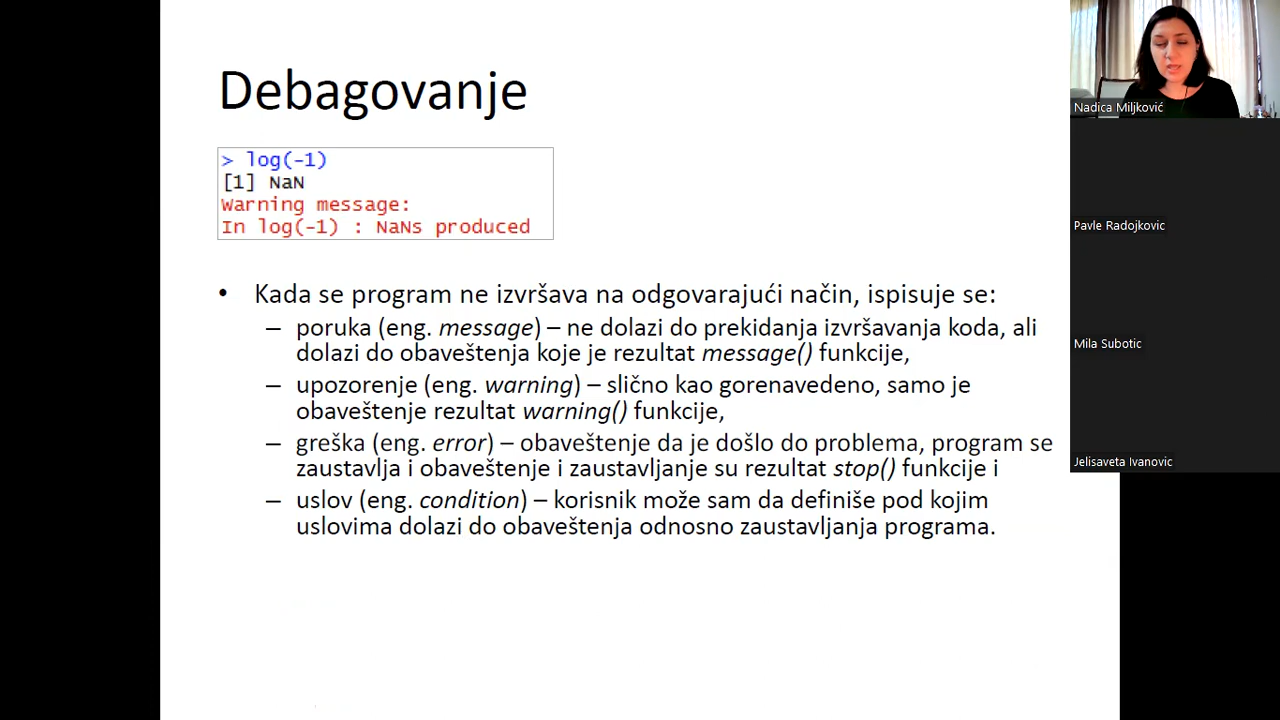 Debagovanje
> log(-1)
[1] NaN
Warning message:
In log(-1) : NaNs produced
• Kada se program ne izvršava na odgovarajući način, ispisuje se:
– poruka (eng. message) – ne dolazi do prekidanja izvršavanja koda, ali
dolazi do obaveštenja koje je rezultat message() funkcije,
– upozorenje (eng. warning) – slično kao gorenavedeno, samo je
obaveštenje rezultat warning() funkcije,
– greška (eng. error) – obaveštenje da je došlo do problema, program se
zaustavlja i obaveštenje i zaustavljanje su rezultat stop() funkcije i
– uslov (eng. condition) – korisnik može sam da definiše pod kojim
uslovima dolazi do obaveštenja odnosno zaustavljanja programa.
Nadica Miljković
Pavle Radojkovic
Mila Subotic
Jelisaveta Ivanovic